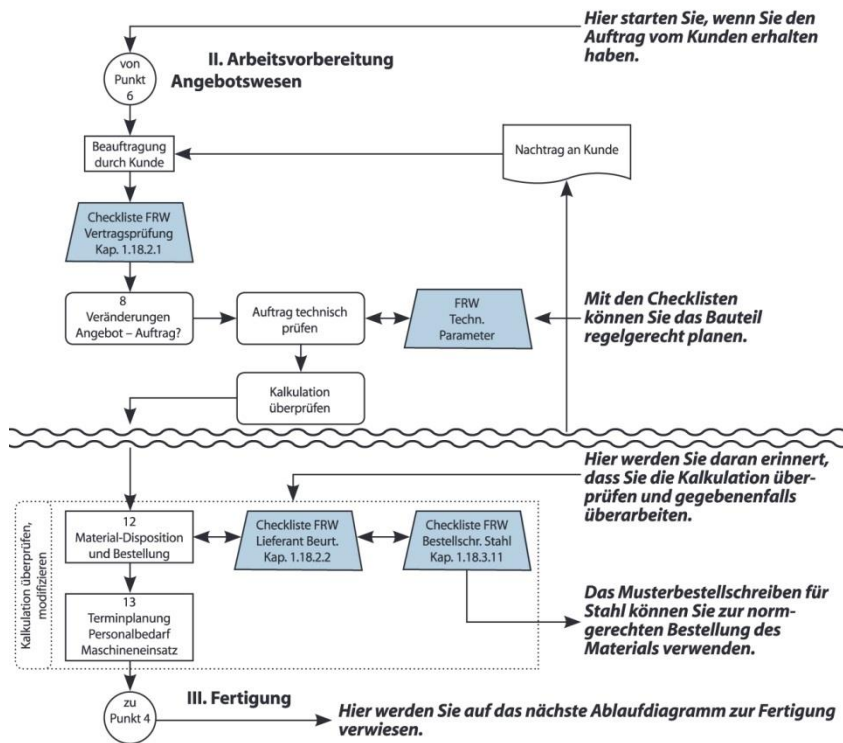 Hier starten Sie, wenn Sie den
Auftrag vom Kunden erhalten
haben.
II. Arbeitsvorbereitung
Angebotswesen
von
Punkt
6
Beauftragung
durch Kunde
Nachtrag an Kunde
Checkliste FRW
Vertragsprüfung
Kap. 1.18.2.1
8
Veränderungen
Angebot – Auftrag?
Auftrag technisch
prüfen
FRW
Techn.
Parameter
Mit den Checklisten
können Sie das Bauteil
regelgerecht planen.
Kalkulation
überprüfen
Hier werden Sie daran erinnert,
dass Sie die Kalkulation über-
prüfen und gegebenenfalls
überarbeiten.
Kalkulation überprüfen,
modifizieren
12
Material-Disposition
und Bestellung
Checkliste FRW
Lieferant Beurt.
Kap. 1.18.2.2
Checkliste FRW
Bestellschr. Stahl
Kap. 1.18.3.11
13
Terminplanung
Personalbedarf
Maschineneinsatz
Das Musterbestellschreiben für
Stahl können Sie zur norm-
gerechten Bestellung des
Materials verwenden.
zu
Punkt 4
III. Fertigung
Hier werden Sie auf das nächste Ablaufdiagramm zur Fertigung
verwiesen.